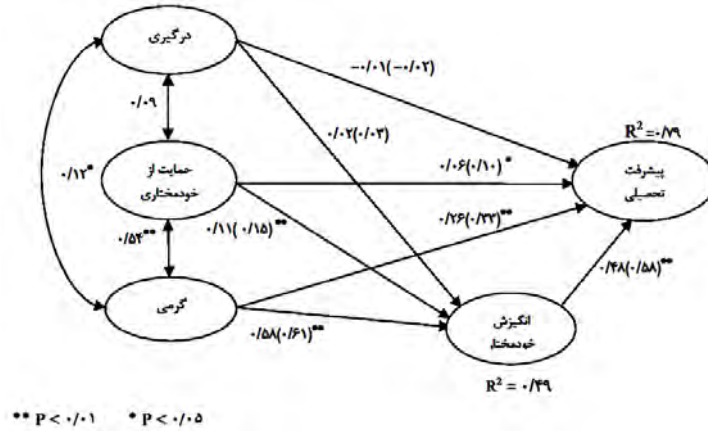 درگیری
-۰/۰۱(-۰/۰۲)
۰/۰۹
۰/۰۲(۰/۰۳)
R² =۰/۷۹
۰/۱۲*
حمایت از
خودمختاری
۰/۰۶(۰/۱۰)*
پیشرفت
تحصیلی
۰/۵۴**
۰/۱۱(۰/۱۵)**
۰/۲۶(۰/۳۳)**
گرمی
۰/۵۸(۰/۶۱)**
انگیزش
خودمختار
۰/۴۸(۰/۵۸)**
R² = ۰/۴۹
** P < ۰/۰۱ * P < ۰/۰۵